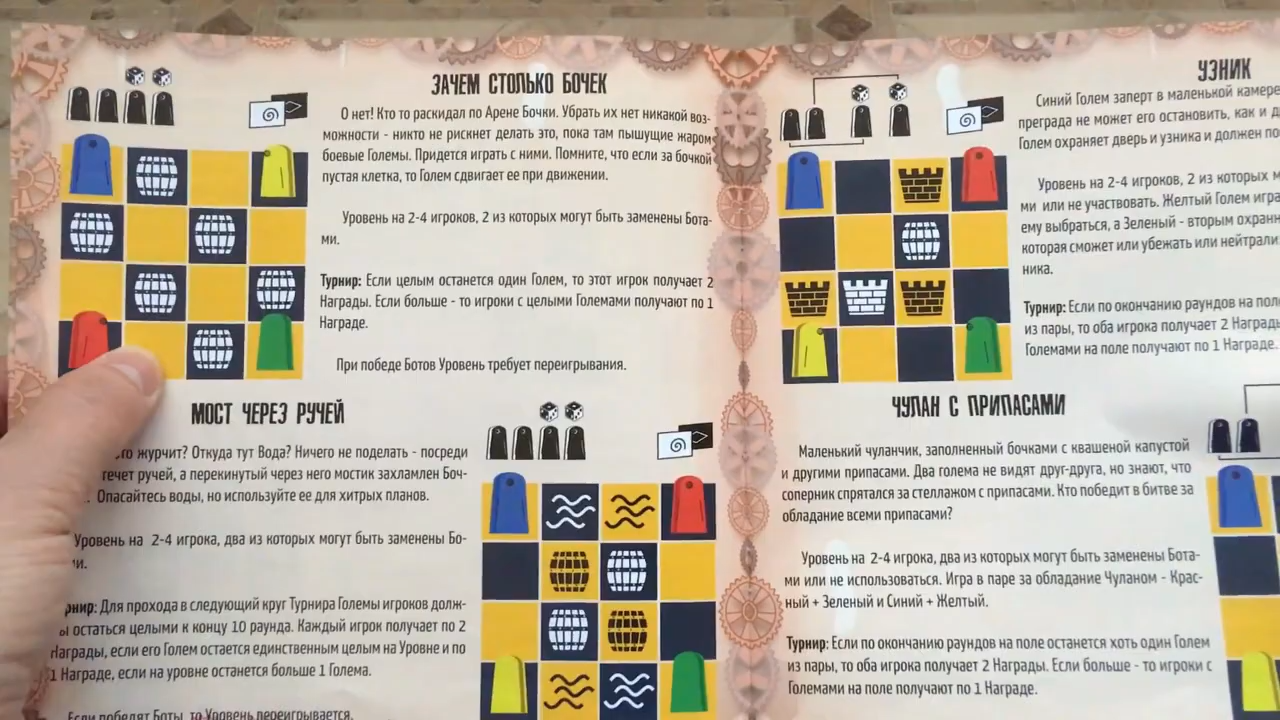 ЗАЧЕМ СТОЛЬКО БОЧЕК
О нет! Кто то раскидал по Арене Бочки. Убрать их нет никакой воз-
можности - никто не рискнет делать это, пока там пышущие жаром
боевые Големы. Придется играть с ними. Помните, что если за бочкой
пустая клетка, то Голем сдвигает ее при движении.
Уровень на 2-4 игроков, 2 из которых могут быть заменены Бота-
ми.
Турнир: Если целым останется один Голем, то этот игрок получает 2
Награды. Если больше - то игроки с целыми Големами получают по 1
Награде.
При победе Ботов Уровень требует переигрывания.
МОСТ ЧЕРЕЗ РУЧЕЙ
журчит? Откуда тут Вода? Ничего не поделать - посреди
течет ручей, а перекинутый через него мостик захламлен Боч-
Опасайтесь воды, но используйте ее для хитрых планов.
Уровень на 2-4 игрока, два из которых могут быть заменены Бо-
ми.
рнир: Для прохода в следующий круг Турнира Големы игроков долж-
ы остаться целыми к концу 10 раунда. Каждый игрок получает по 2
Награды, если его Голем остается единственным целым на Уровне и по
1 Награде, если на уровне останется больше 1 Голема.
Если победят Боты, то Уровень переигрывается.
УЗНИК
Синий Голем заперт в маленькой камере
преграда не может его остановить, как и д
Голем охраняет дверь и узника и должен по
Уровень на 2-4 игроков, 2 из которых м
ми или не участвовать. Желтый Голем игра
ему выбраться, а Зеленый - вторым охран
которая сможет или убежать или нейтрали
ника.
Турнир: Если по окончанию раундов на пол
из пары, то оба игрока получает 2 Награды
Големами на поле получают по 1 Награде.
ЧУЛАН С ПРИПАСАМИ
Маленький чуланчик, заполненный бочками с квашеной капустой
и другими припасами. Два голема не видят друг-друга, но знают, что
соперник спрятался за стеллажом с припасами. Кто победит в битве за
обладание всеми припасами?
Уровень на 2-4 игрока, два из которых могут быть заменены Бота-
ми или не использоваться. Игра в паре за обладание Чуланом - Крас-
ный + Зеленый и Синий + Желтый.
Турнир: Если по окончанию раундов на поле останется хоть один Голем
из пары, то оба игрока получает 2 Награды. Если больше - то игроки с
Големами на поле получают по 1 Награде.